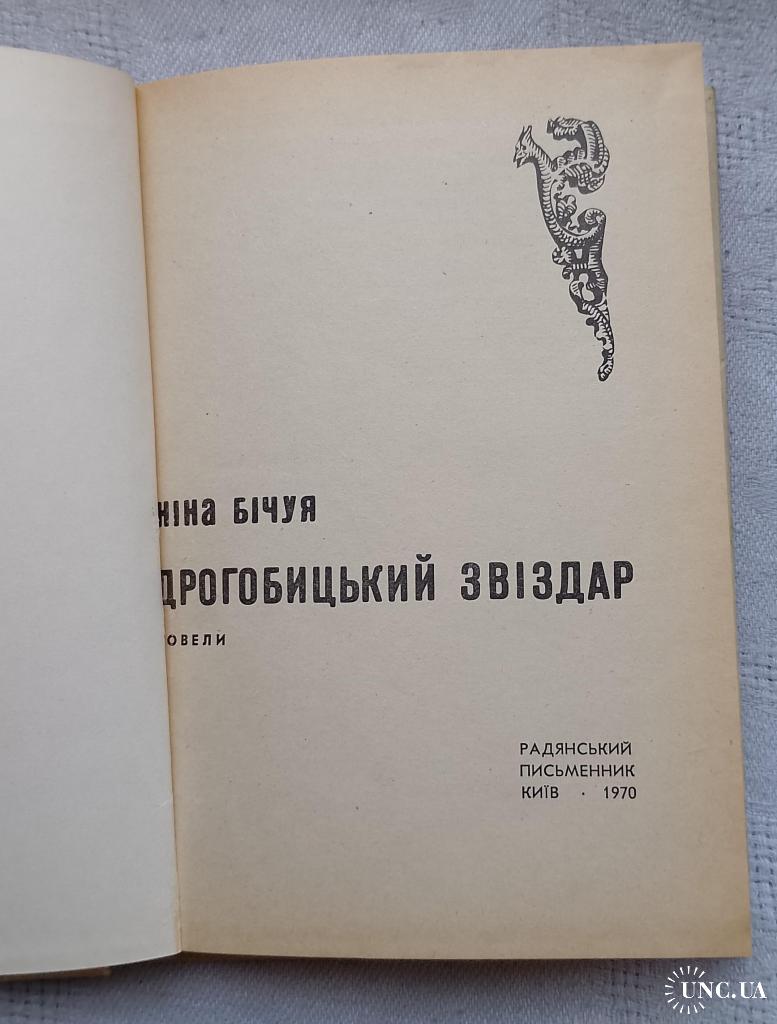 ніна бічуя
ДРОГОБИЦЬКИЙ ЗВІЗДАР
ОВЕЛИ
РАДЯНСЬКИЙ
ПИСЬМЕННИК
КИЇВ · 1970
UNC.UA